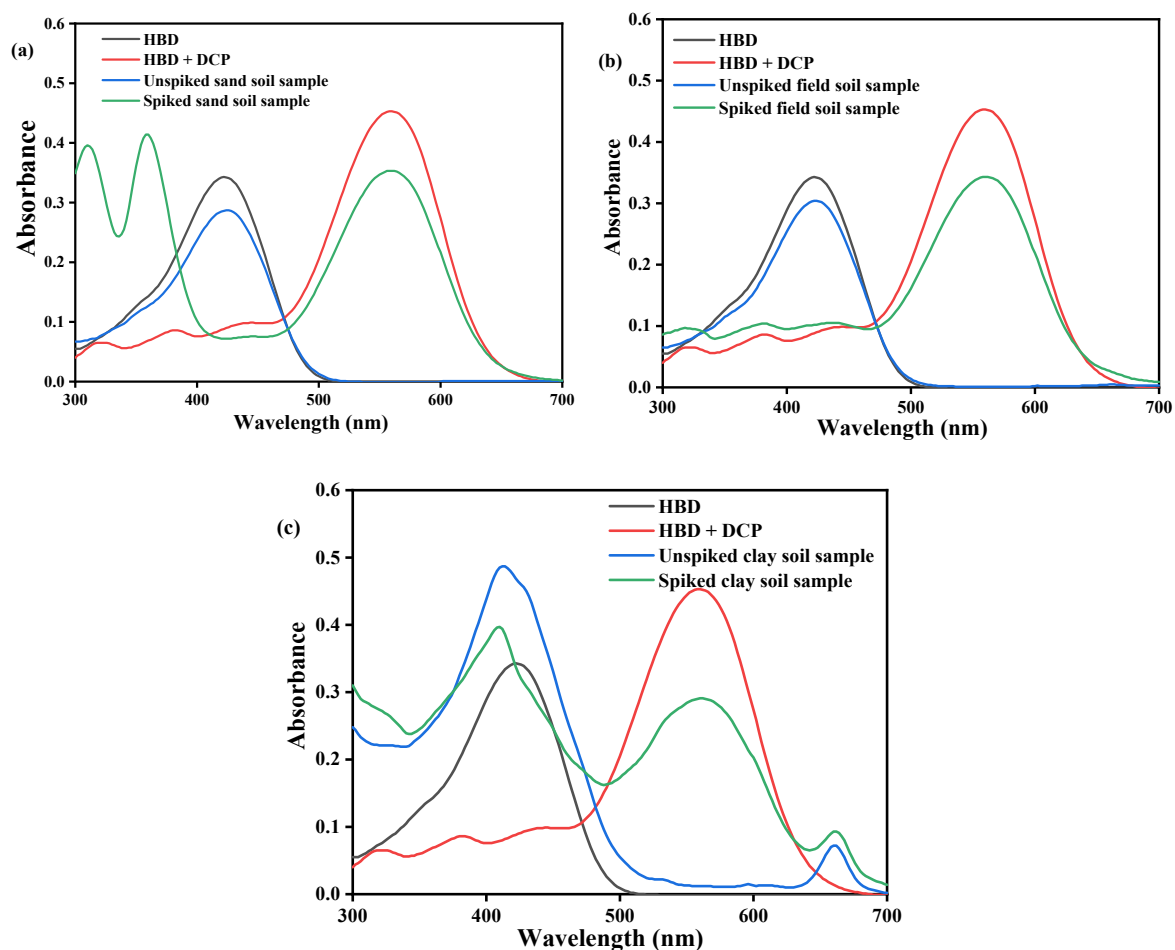 (a)
HBD
HBD + DCP
Unspiked sand soil sample
Spiked sand soil sample
0.6
0.5
0.4
0.3
0.2
0.1
0.0
Absorbance
300
400
500
600
700
Wavelength (nm)
(b)
HBD
HBD + DCP
Unspiked field soil sample
Spiked field soil sample
0.6
0.5
0.4
0.3
0.2
0.1
0.0
Absorbance
300
400
500
600
700
Wavelength (nm)
(c)
HBD
HBD + DCP
Unspiked clay soil sample
Spiked clay soil sample
0.6
0.5
0.4
0.3
0.2
0.1
0.0
Absorbance
300
400
500
600
700
Wavelength (nm)